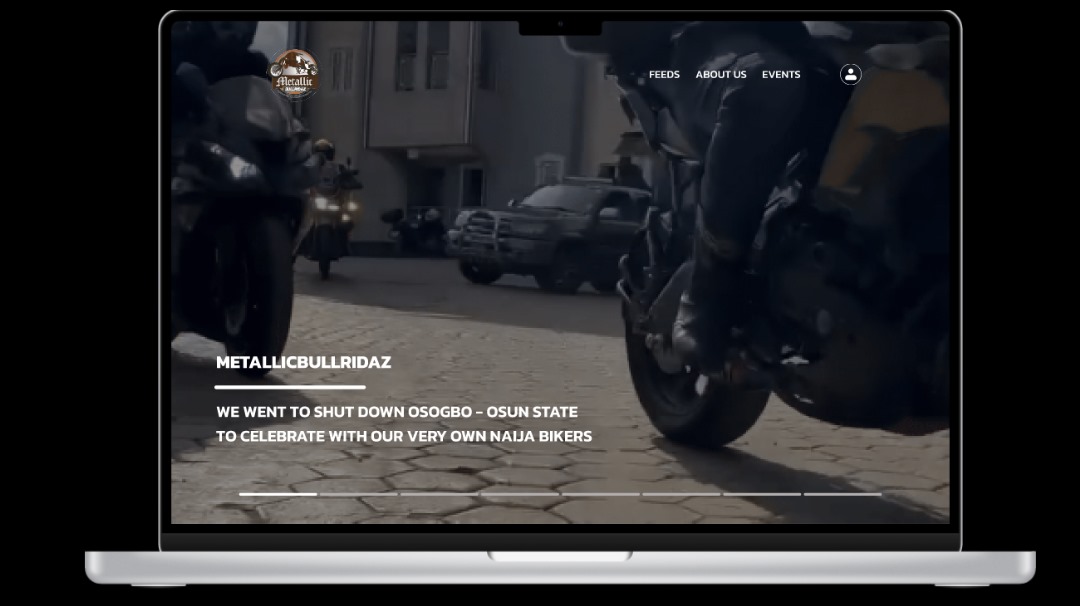 Metallic
FEEDS ABOUT US EVENTS
METALLICBULLRIDAZ
WE WENT TO SHUT DOWN OSOGBO - OSUN STATE
TO CELEBRATE WITH OUR VERY OWN NAIJA BIKERS